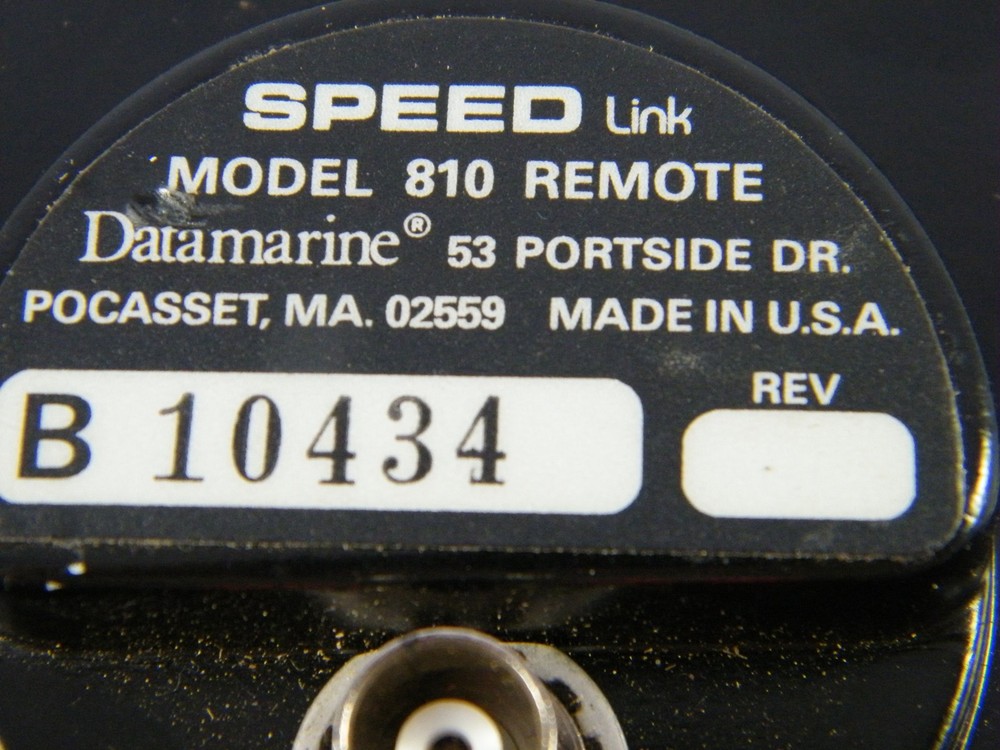 SPEED Link
MODEL 810 REMOTE
Datamarine® 53 PORTSIDE DR.
POCASSET, MA. 02559 MADE IN U.S.A.
REV
B 10434